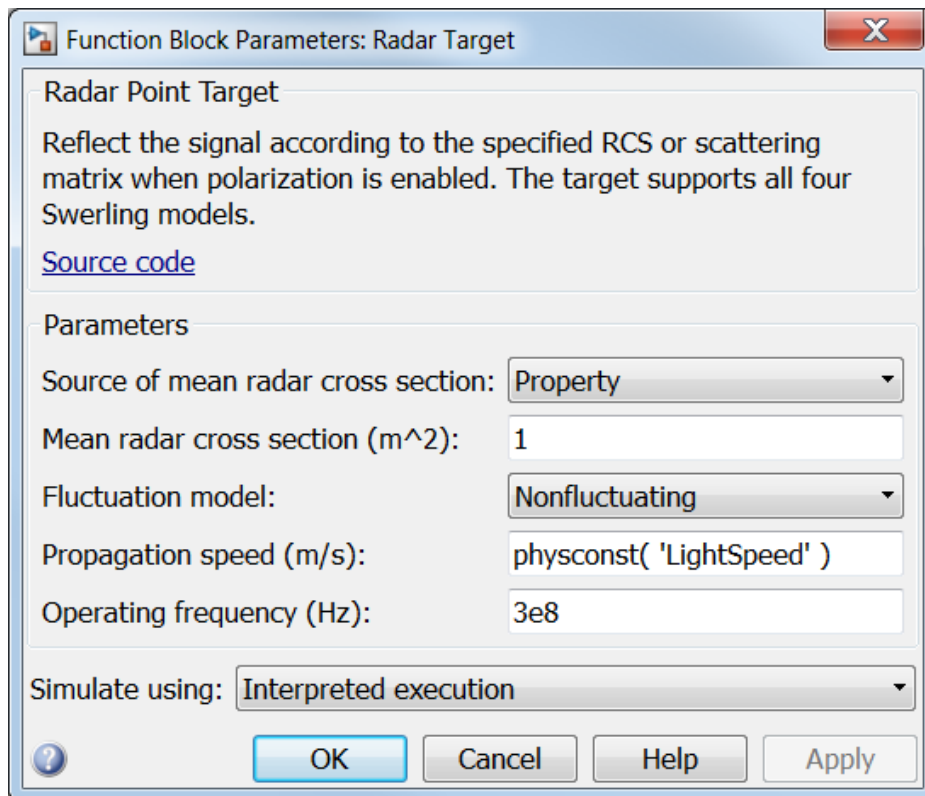 Function Block Parameters: Radar Target
X
Radar Point Target
Reflect the signal according to the specified RCS or scattering
matrix when polarization is enabled. The target supports all four
Swerling models.
Source code
Parameters
Source of mean radar cross section: Property
Mean radar cross section (m^2): 1
Fluctuation model: Nonfluctuating
Propagation speed (m/s): physconst( 'LightSpeed' )
Operating frequency (Hz): 3e8
Simulate using: Interpreted execution
? OK Cancel Help Apply